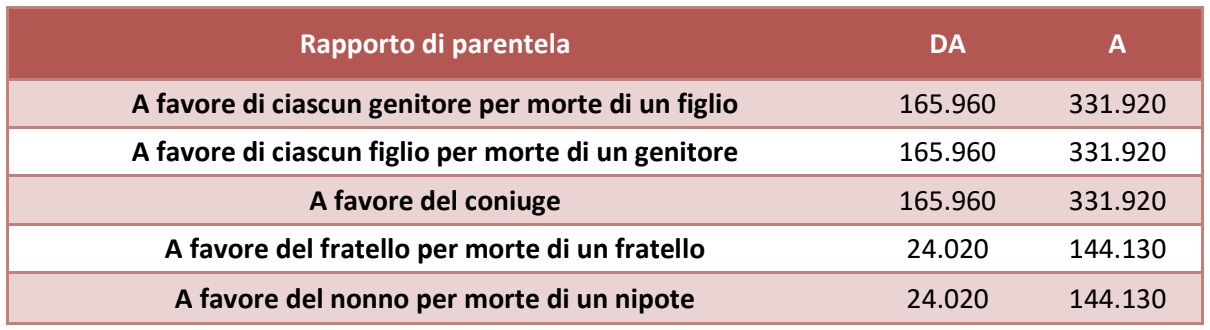 Rapporto di parentela DA A
A favore di ciascun genitore per morte di un figlio 165.960 331.920
A favore di ciascun figlio per morte di un genitore 165.960 331.920
A favore del coniuge 165.960 331.920
A favore del fratello per morte di un fratello 24.020 144.130
A favore del nonno per morte di un nipote 24.020 144.130